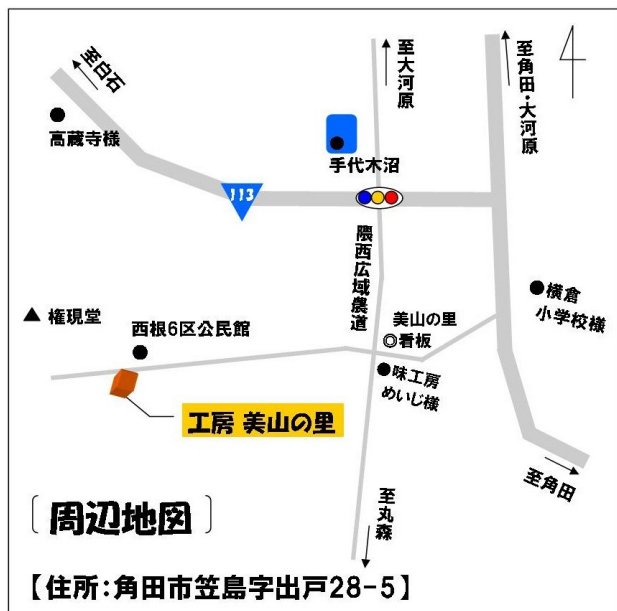 至白石
高蔵寺様
至大河原
至角田・大河原
手代木沼
113
隈西広域農道
横倉
小学校様
権現堂
西根6区公民館
美山の里
看板
味工房
めいじ様
工房 美山の里
至角田
至丸森
［周辺地図］
【住所：角田市笠島字出戸28-5】